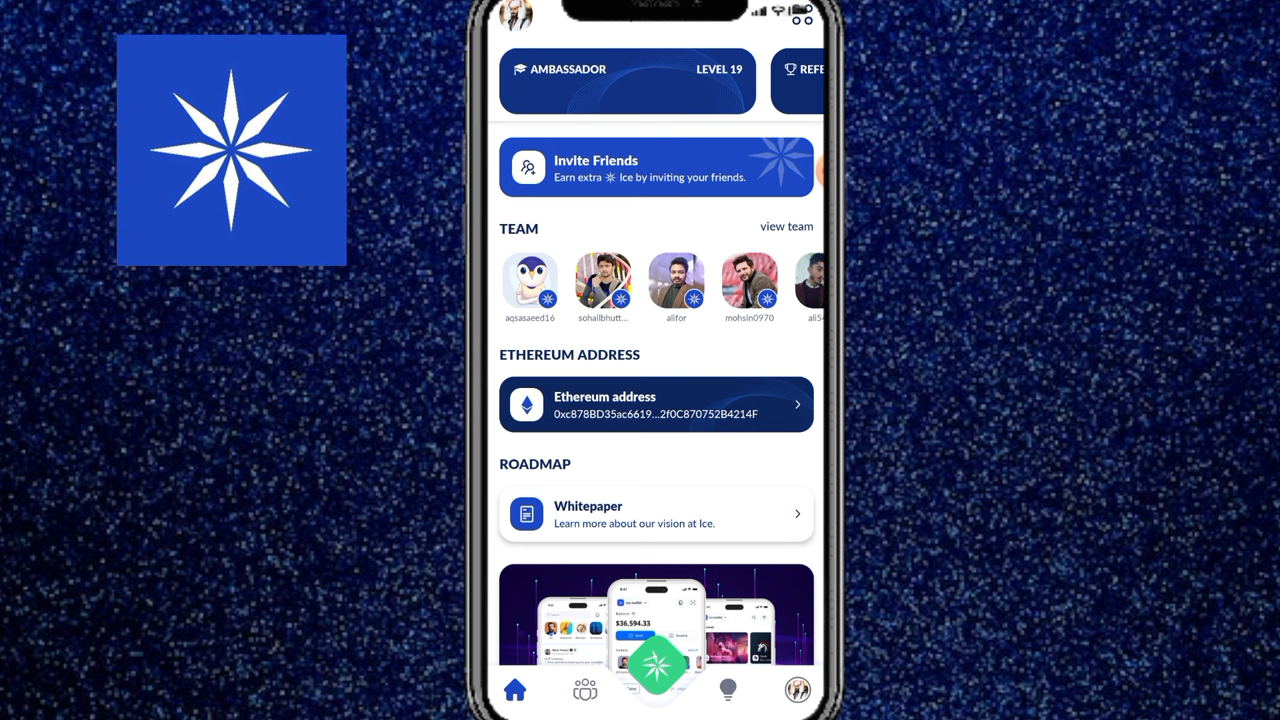 AMBASSADOR
LEVEL 19
REFE
Invite Friends
Earn extra Ice by inviting your friends.
TEAM
view team
aqsasaeed16
sohailbhutt...
alifor
mohsin0970
ali5
ETHEREUM ADDRESS
Ethereum address
0xc878BD35ac6619...2f0C870752B4214F
ROADMAP
Whitepaper
Learn more about our vision at Ice.
$36,594.33